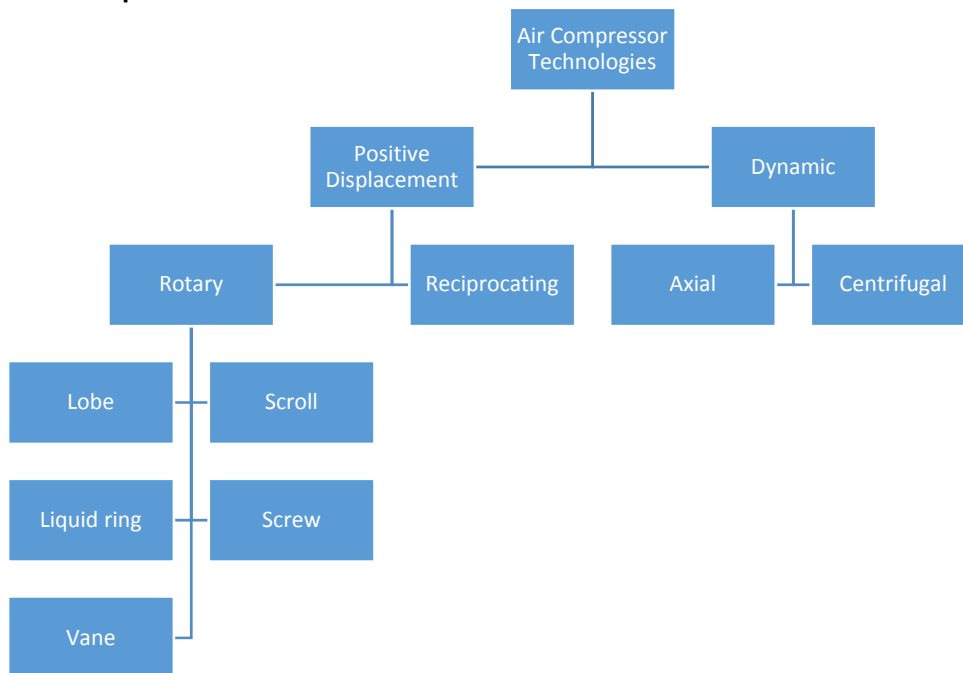 Air Compressor
Technologies
Positive
Displacement
Dynamic
Rotary
Reciprocating
Axial
Centrifugal
Lobe
Scroll
Liquid ring
Screw
Vane